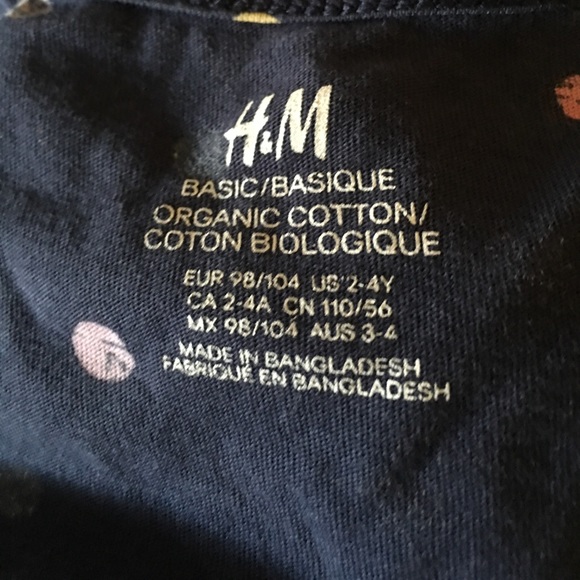 H&M
BASIC/BASIQUE
ORGANIC COTTON/
COTON BIOLOGIQUE
EUR 98/104 US 2-4Y
CA 2-4A CN 110/56
MX 98/104 AUS 3-4
MADE IN BANGLADESH
FABRIQUÉ EN BANGLADESH